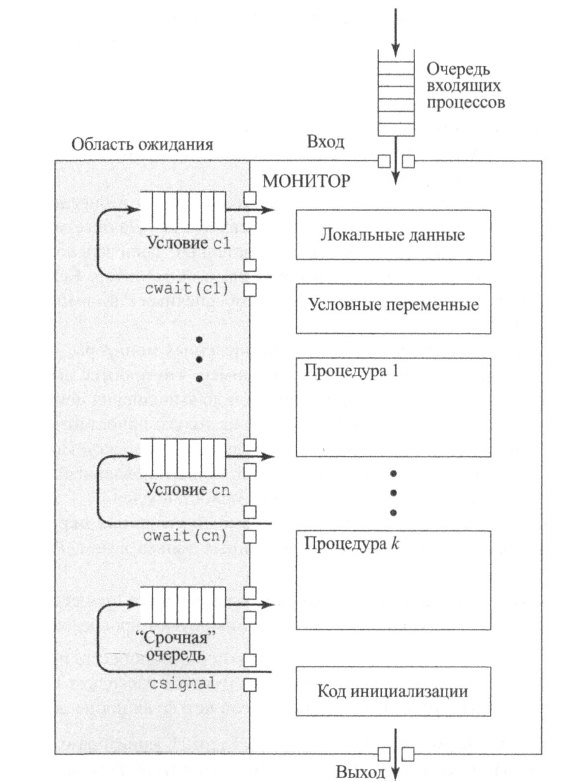 Очередь
входящих
процессов
Область ожидания
Вход
МОНИТОР
Условие c1
cwait(c1)
Локальные данные
Условные переменные
Процедура 1
Условие cn
cwait(cn)
Процедура k
“Срочная”
очередь
csignal
Код инициализации
Выход